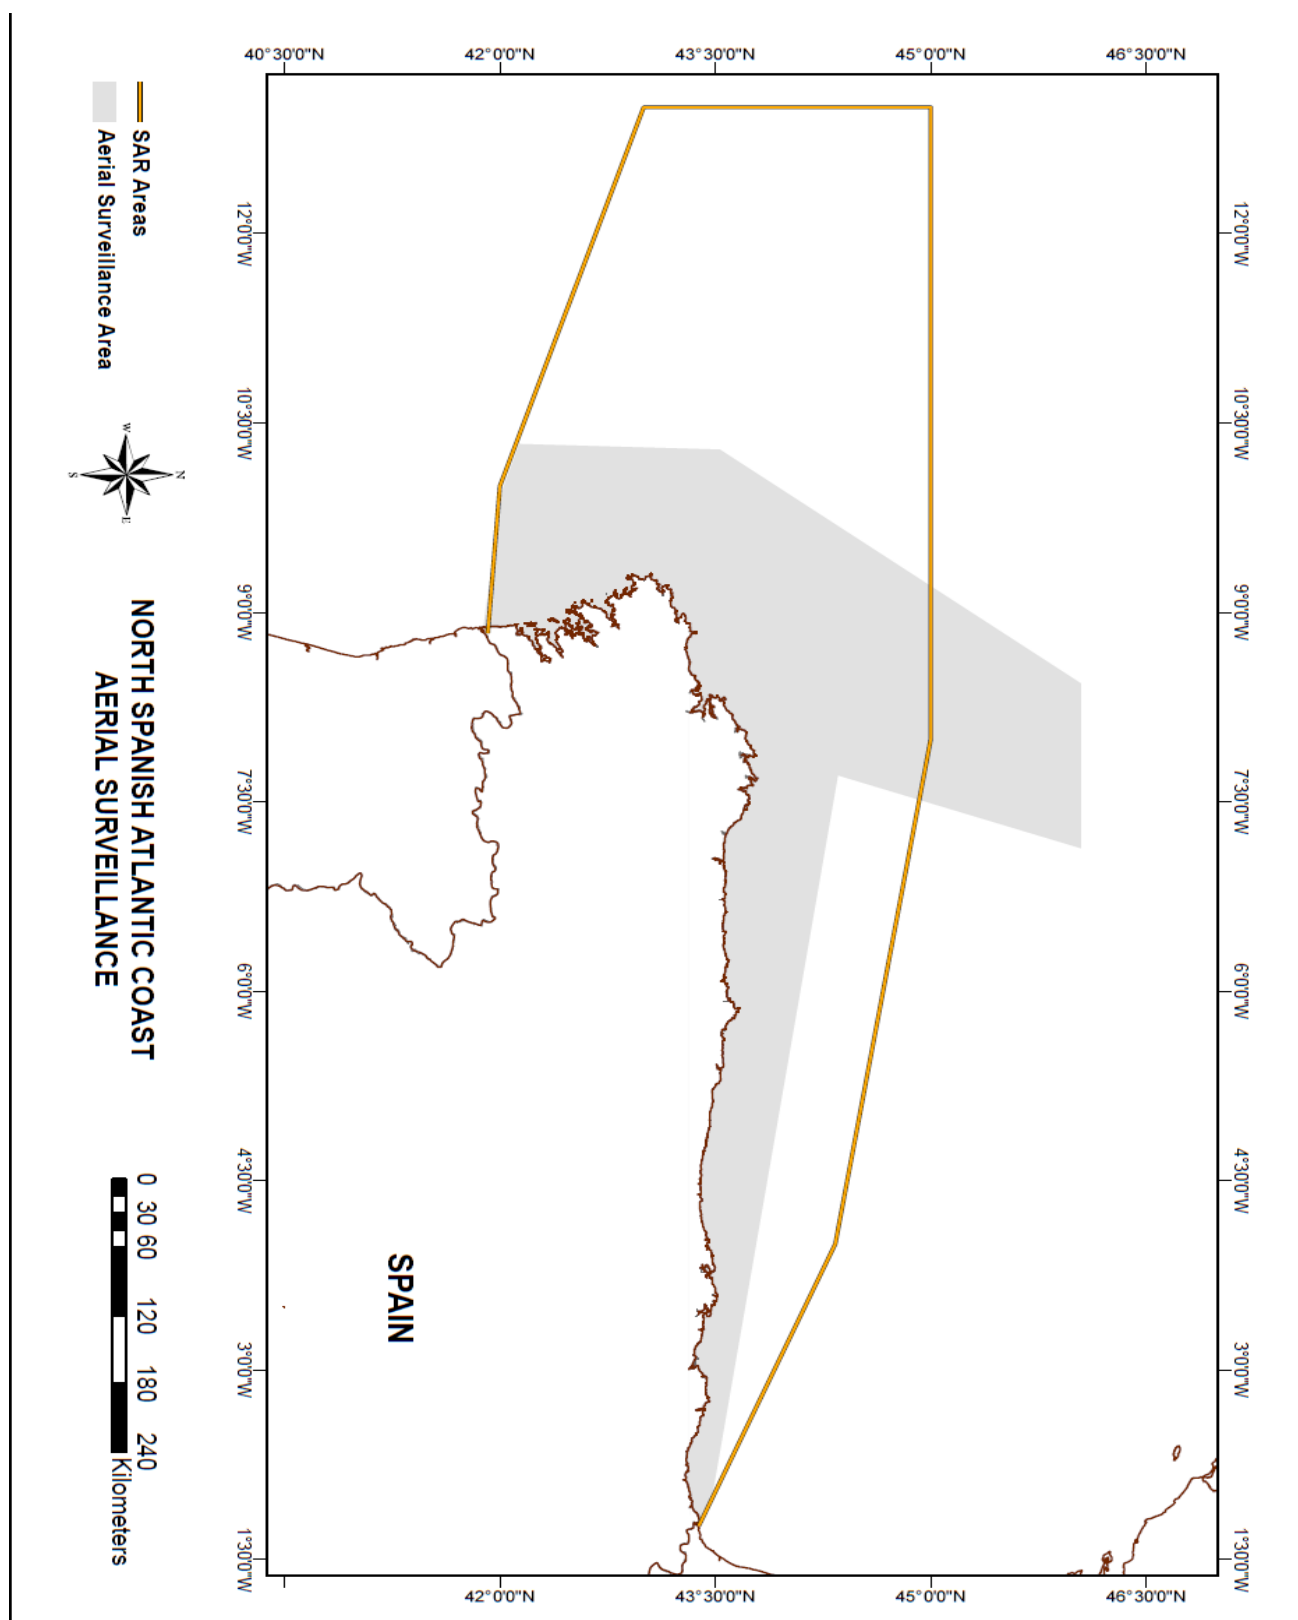 40°30'0"N
42°0'0"N
43°30'0"N
45°0'0"N
46°30'0"N
12°0'0"W
10°30'0"W
9°0'0"W
7°30'0"W
6°0'0"W
4°30'0"W
3°0'0"W
1°30'0"W
12°0'0"W
10°30'0"W
9°0'0"W
7°30'0"W
6°0'0"W
4°30'0"W
3°0'0"W
1°30'0"W
42°0'0"N
43°30'0"N
45°0'0"N
46°30'0"N
SPAIN
SAR Areas
Aerial Surveillance Area
N
W
E
S
NORTH SPANISH ATLANTIC COAST
AERIAL SURVEILLANCE
0 30 60 120 180 240
Kilometers